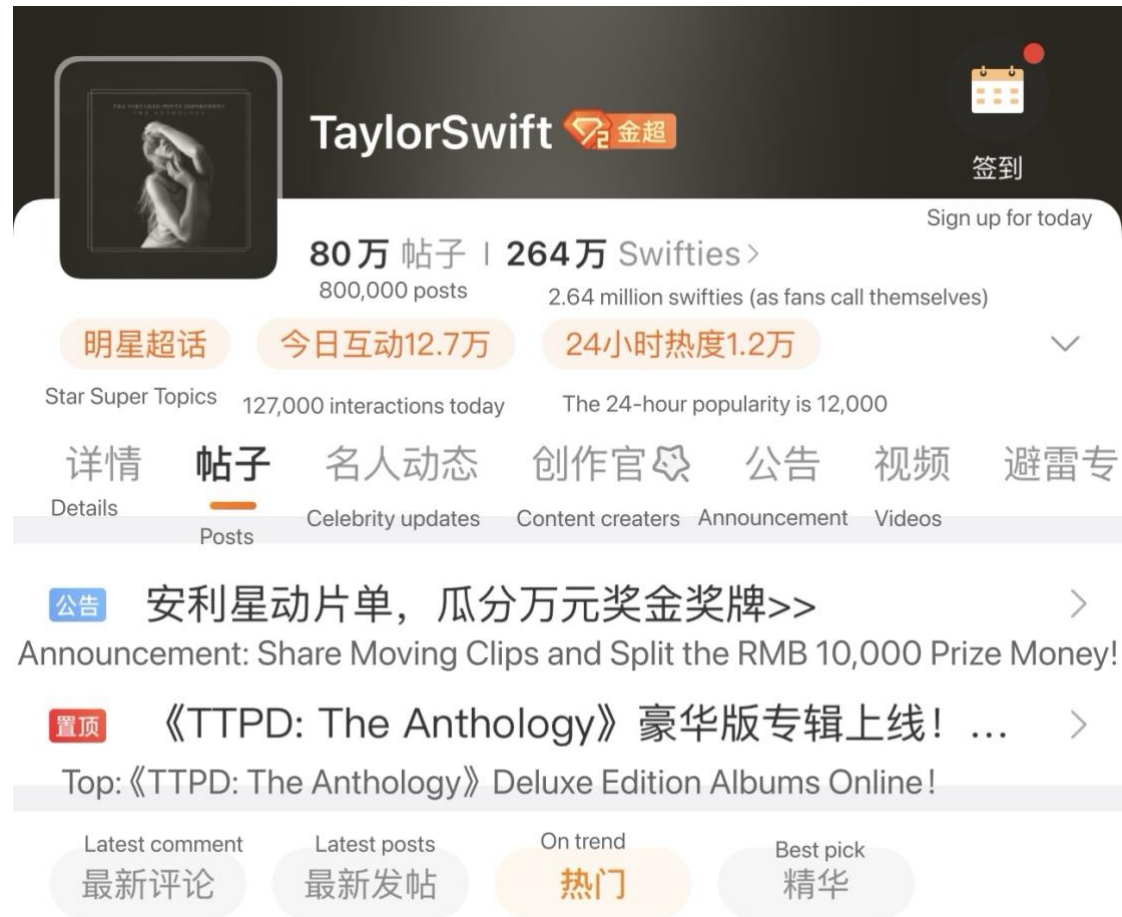 THE TORTURED POETS DEPARTMENT
THE ANTHOLOGY
TaylorSwift 金超
签到
Sign up for today
80万 帖子 | 264万 Swifties>
800,000 posts 2.64 million swifties (as fans call themselves)
明星超话 今日互动12.7万 24小时热度1.2万
Star Super Topics 127,000 interactions today The 24-hour popularity is 12,000
详情 帖子 名人动态 创作官 公告 视频 避雷专
Details Posts Celebrity updates Content creaters Announcement Videos
公告 安利星动片单，瓜分万元奖金奖牌>>
Announcement: Share Moving Clips and Split the RMB 10,000 Prize Money!
置顶 《TTPD: The Anthology》豪华版专辑上线！...
Top:《TTPD: The Anthology》Deluxe Edition Albums Online！
Latest comment Latest posts On trend Best pick
最新评论 最新发帖 热门 精华